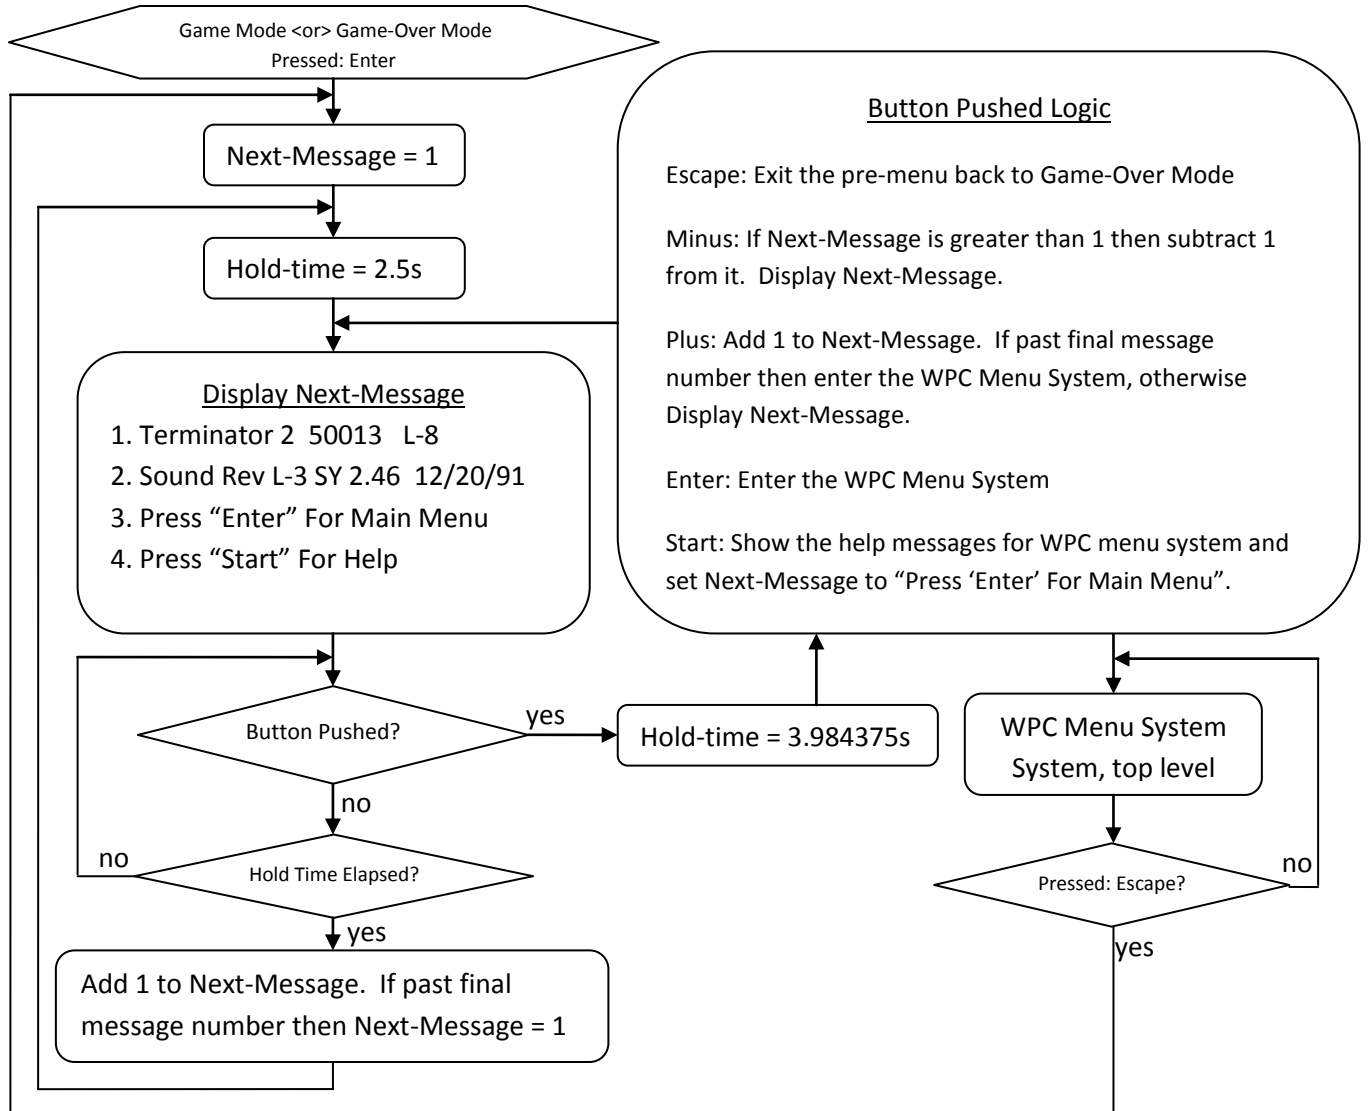 Game Mode <or> Game-Over Mode
Pressed: Enter
Next-Message = 1
Hold-time = 2.5s
Display Next-Message
1. Terminator 2  50013   L-8
2. Sound Rev L-3 SY 2.46  12/20/91
3. Press “Enter” For Main Menu
4. Press “Start” For Help
Button Pushed?
yes
no
Hold Time Elapsed?
no
yes
Add 1 to Next-Message.  If past final
message number then Next-Message = 1
Hold-time = 3.984375s
Button Pushed Logic
Escape: Exit the pre-menu back to Game-Over Mode
Minus: If Next-Message is greater than 1 then subtract 1
from it.  Display Next-Message.
Plus: Add 1 to Next-Message.  If past final message
number then enter the WPC Menu System, otherwise
Display Next-Message.
Enter: Enter the WPC Menu System
Start: Show the help messages for WPC menu system and
set Next-Message to “Press ‘Enter’ For Main Menu”.
WPC Menu System
System, top level
Pressed: Escape?
no
yes